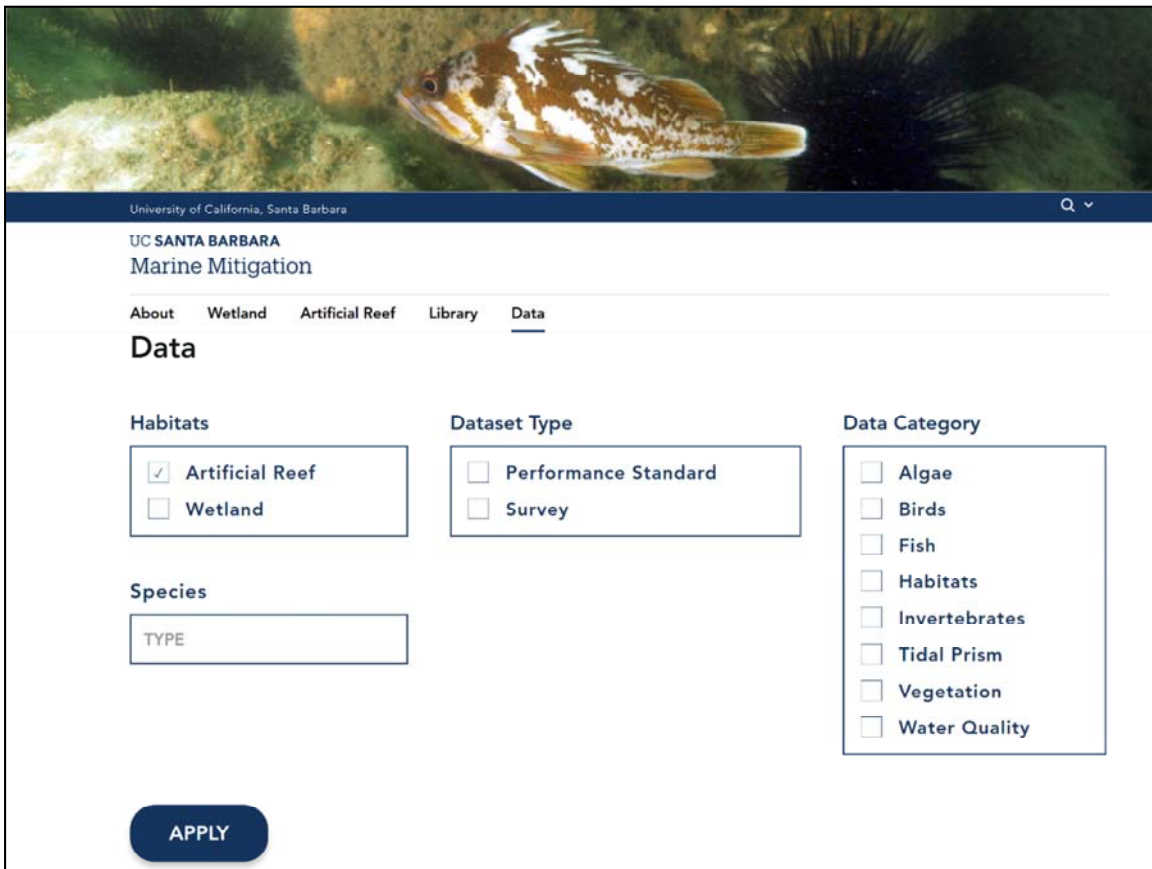 University of California, Santa Barbara
UC SANTA BARBARA
Marine Mitigation
About Wetland Artificial Reef Library Data
Data
Habitats
Artificial Reef
Wetland
Dataset Type
Performance Standard
Survey
Data Category
Algae
Birds
Fish
Habitats
Invertebrates
Tidal Prism
Vegetation
Water Quality
Species
TYPE
APPLY